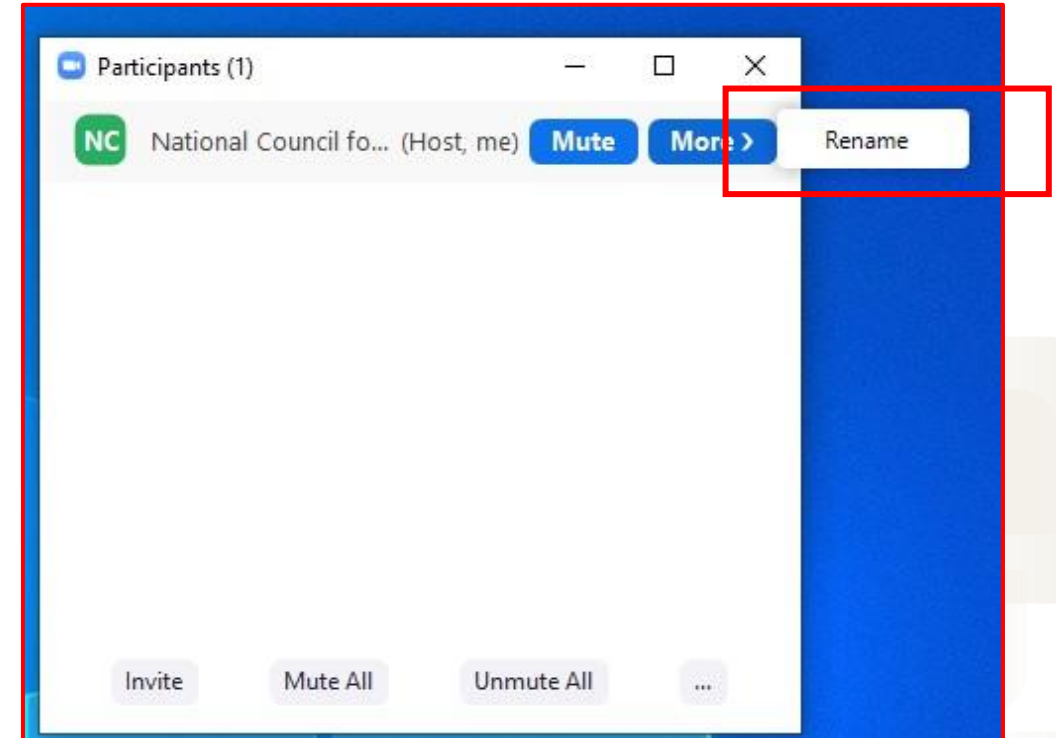 Participants (1)
NC National Council fo... (Host, me) Mute More > Rename
Invite Mute All Unmute All ...